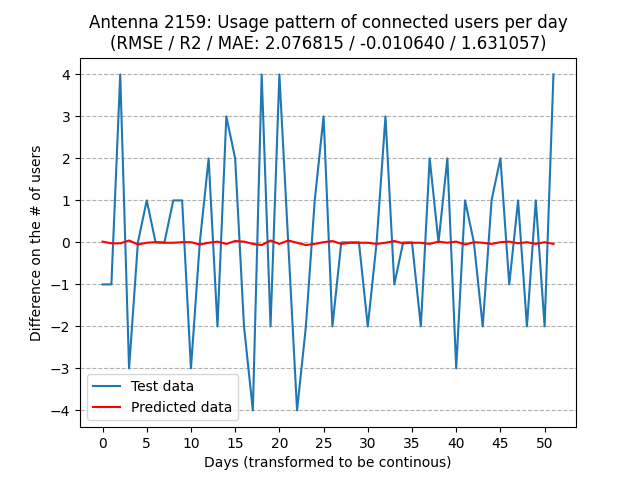 Antenna 2159: Usage pattern of connected users per day
(RMSE / R2 / MAE: 2.076815 / -0.010640 / 1.631057)
Difference on the # of users
4
3
2
1
0
−1
−2
−3
−4
Test data
Predicted data
0 5 10 15 20 25 30 35 40 45 50
Days (transformed to be continous)